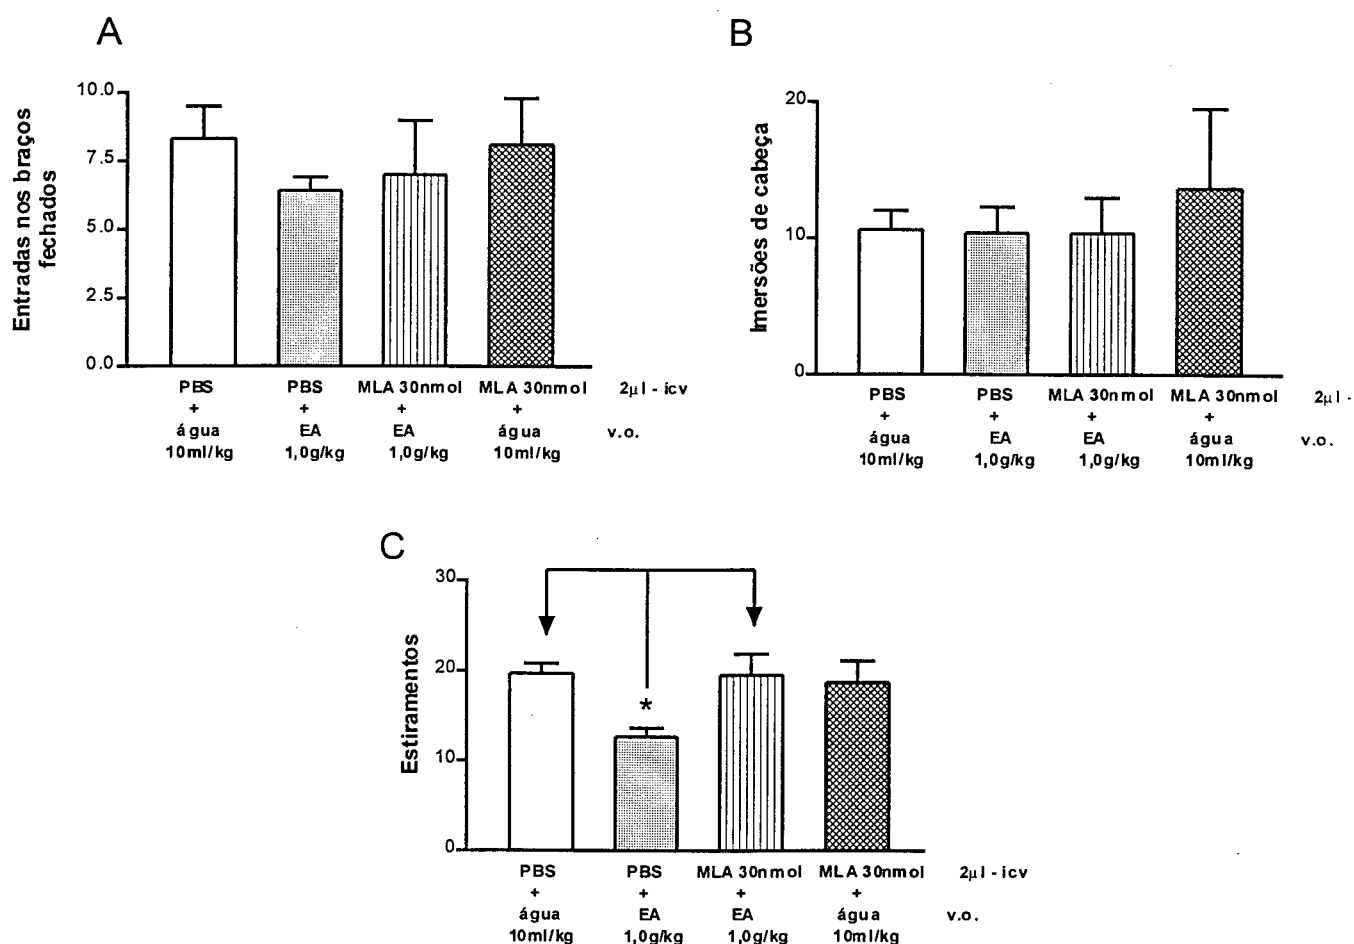 A
Entradas nos braços
fechados
10.0
7.5
5.0
2.5
0.0
PBS PBS MLA 30nmol MLA 30nmol 2µl - icv
+ + + +
água EA EA água v.o.
10ml/kg 1,0g/kg 1,0g/kg 10ml/kg
B
Imersões de cabeça
20
10
0
PBS PBS MLA 30nmol MLA 30nmol 2µl -
+ + + +
água EA EA água v.o.
10ml/kg 1,0g/kg 1,0g/kg 10ml/kg
C
Estiramentos
30
20
10
0
*
PBS PBS MLA 30nmol MLA 30nmol 2µl - icv
+ + + +
água EA EA água v.o.
10ml/kg 1,0g/kg 1,0g/kg 10ml/kg